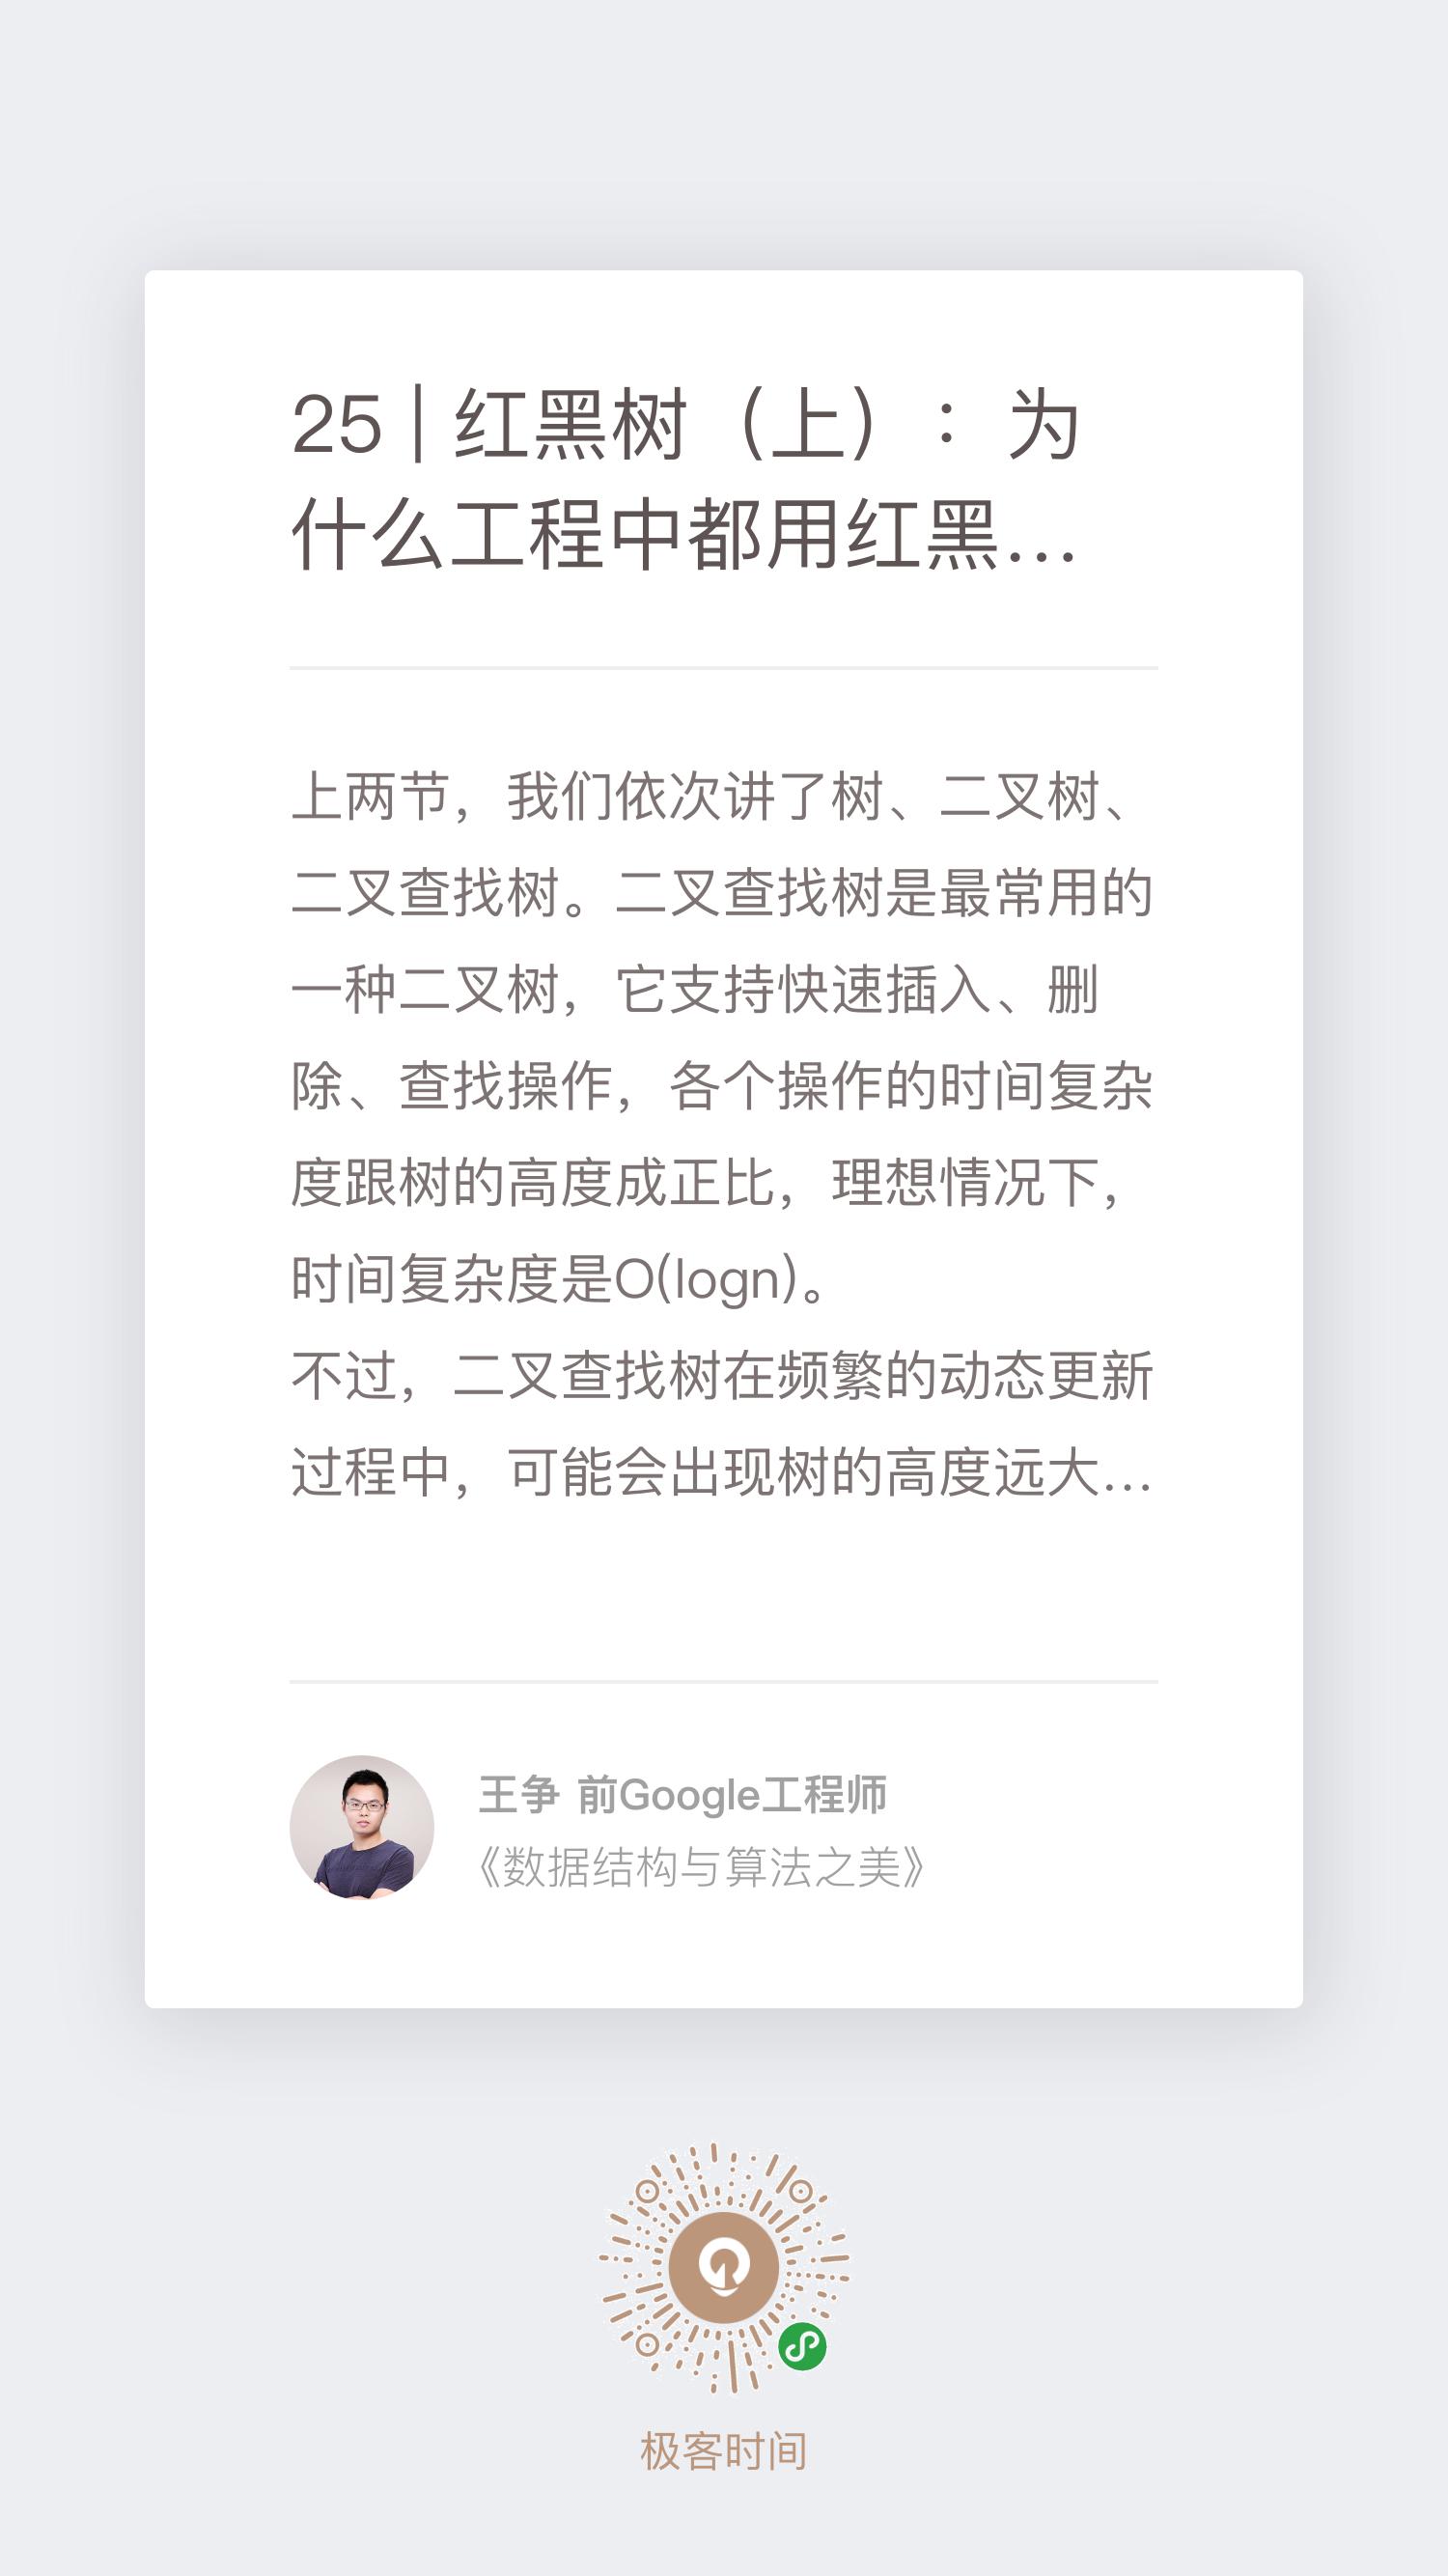 25 | 红黑树（上）：为
什么工程中都用红黑…
上两节，我们依次讲了树、二叉树、
二叉查找树。二叉查找树是最常用的
一种二叉树，它支持快速插入、删
除、查找操作，各个操作的时间复杂
度跟树的高度成正比，理想情况下，
时间复杂度是O(logn)。
不过，二叉查找树在频繁的动态更新
过程中，可能会出现树的高度远大…
王争 前Google工程师
《数据结构与算法之美》
极客时间